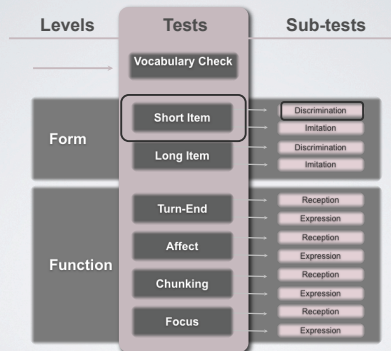 Levels Tests Sub-tests
Vocabulary Check
Form
Short Item
Discrimination
Imitation
Long Item
Discrimination
Imitation
Function
Turn-End
Reception
Expression
Affect
Reception
Expression
Chunking
Reception
Expression
Focus
Reception
Expression